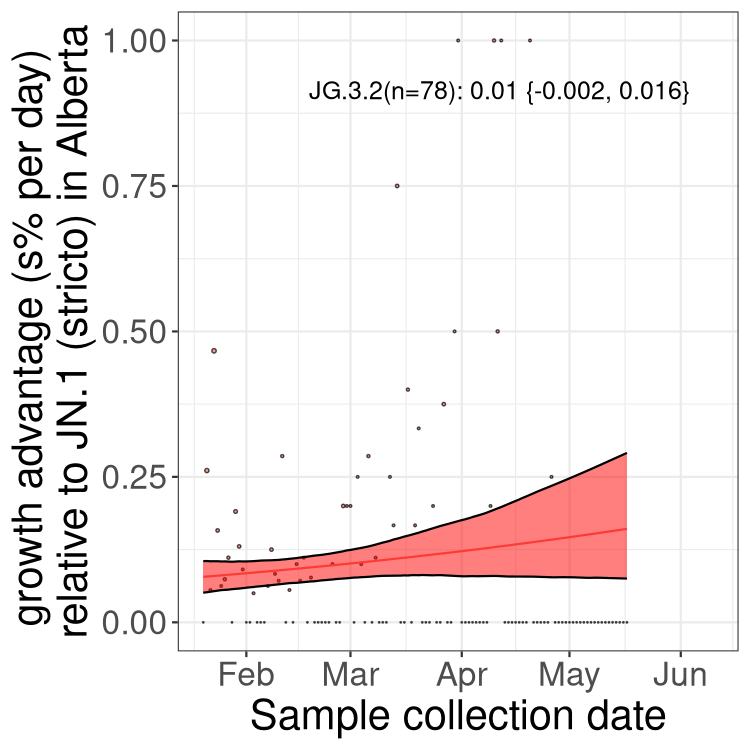 growth advantage (s% per day)
relative to JN.1 (stricto) in Alberta
1.00
0.75
0.50
0.25
0.00
JG.3.2(n=78): 0.01 {-0.002, 0.016}
Feb Mar Apr May Jun
Sample collection date